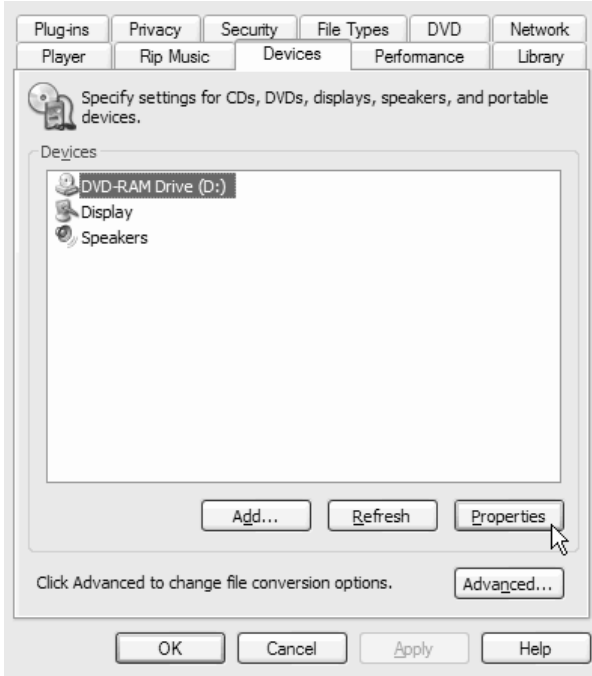 Plug-ins Privacy Security File Types DVD Network
Player Rip Music Devices Performance Library
Specify settings for CDs, DVDs, displays, speakers, and portable
devices.
Devices
DVD-RAM Drive (D:)
Display
Speakers
Add... Refresh Properties
Click Advanced to change file conversion options. Advanced...
OK Cancel Apply Help